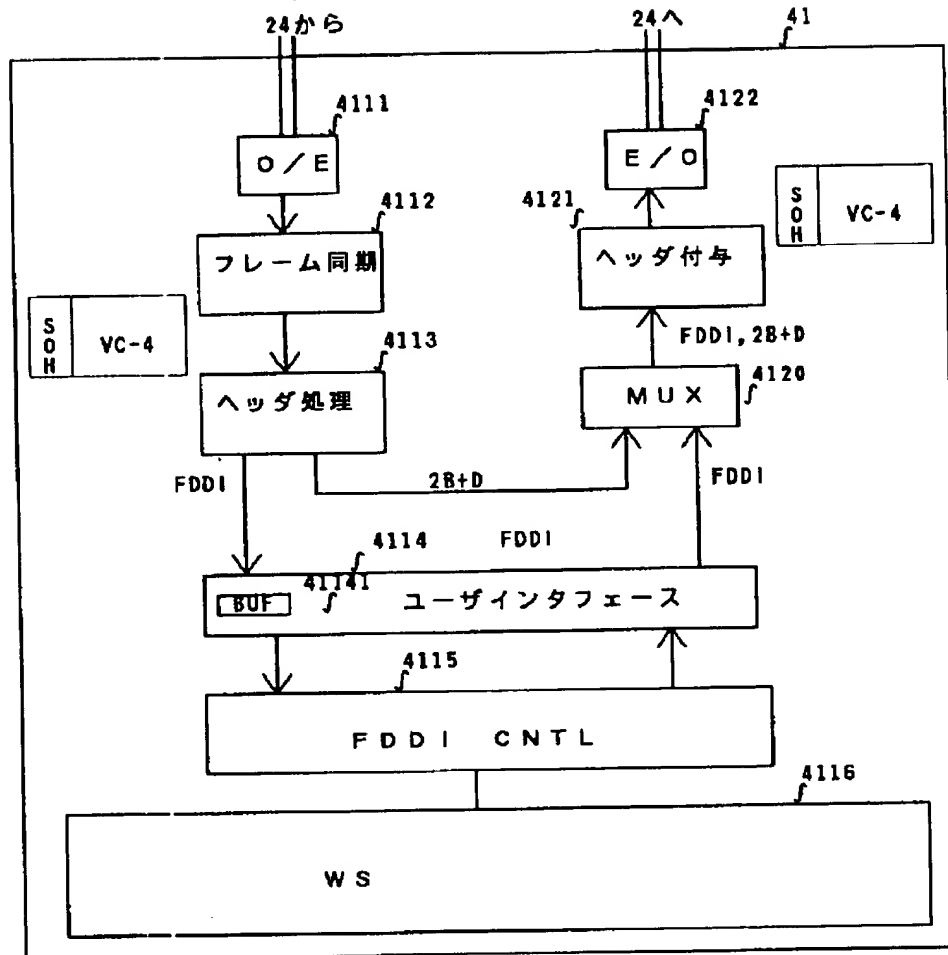 24から
24へ
41
4111
4122
O/E
E/O
4112
4121
フレーム同期
ヘッダ付与
SOH
VC-4
SOH
VC-4
FDDI,2B+D
4113
4120
ヘッダ処理
MUX
FDDI
2B+D
FDDI
4114
FDDI
41141
BUF
ユーザインタフェース
4115
FDDI CNTL
4116
WS